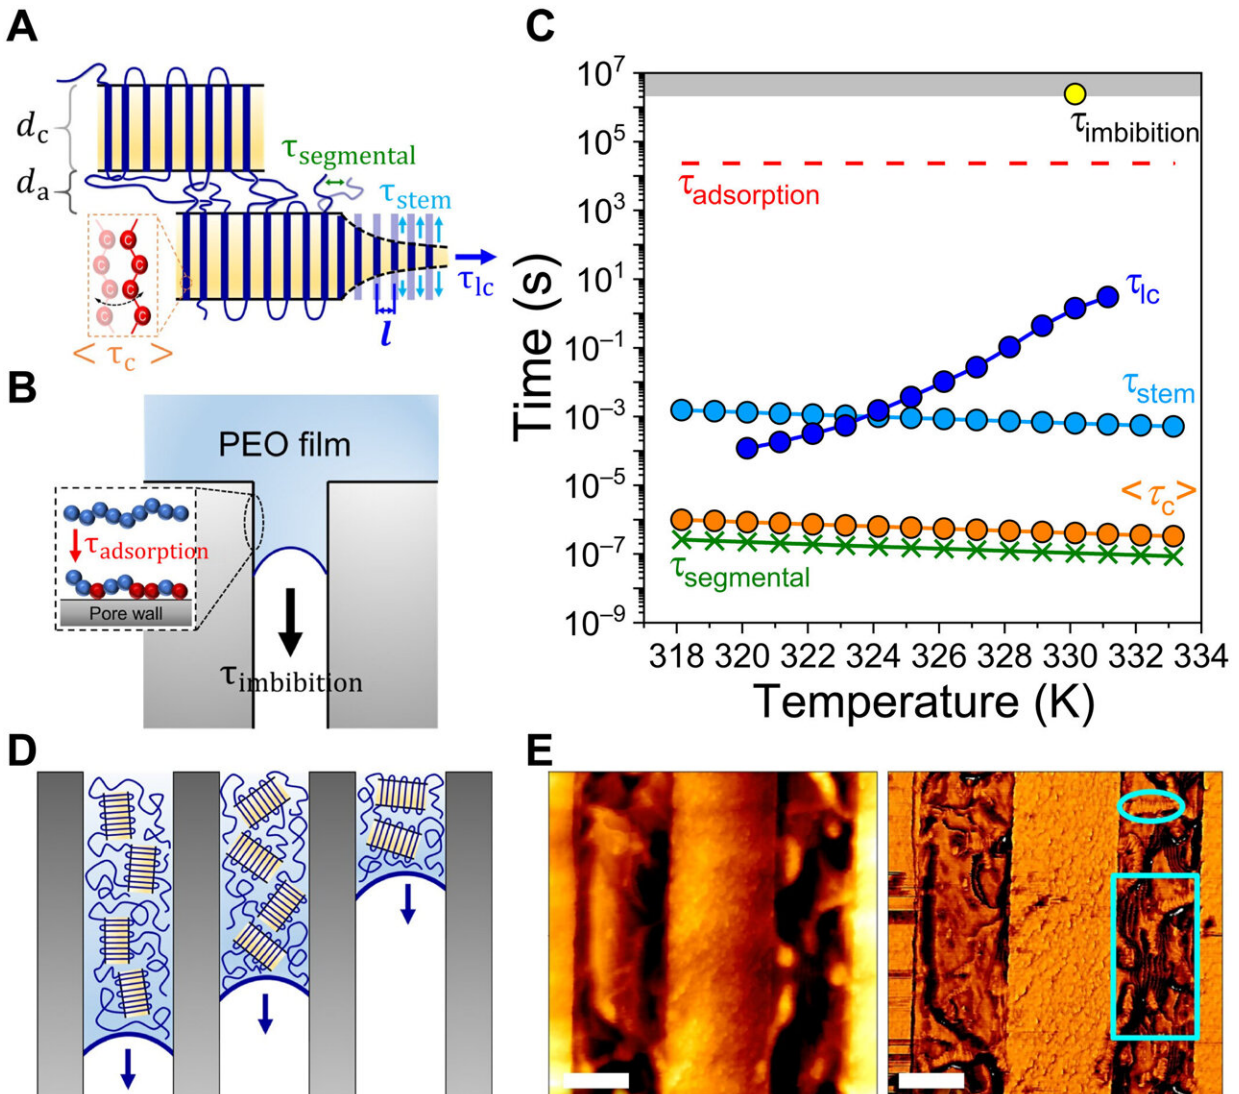 A
d_c
d_a
τ_segmental
τ_stem
τ_lc
l
C
C
C
C
C
C
C
C
< τ_c >
B
PEO film
τ_adsorption
Pore wall
τ_imbibition
C
Time (s)
10^7
10^5
10^3
10^1
10^–1
10^–3
10^–5
10^–7
10^–9
τ_imbibition
τ_adsorption
τ_lc
τ_stem
<τ_c>
τ_segmental
318 320 322 324 326 328 330 332 334
Temperature (K)
D
E